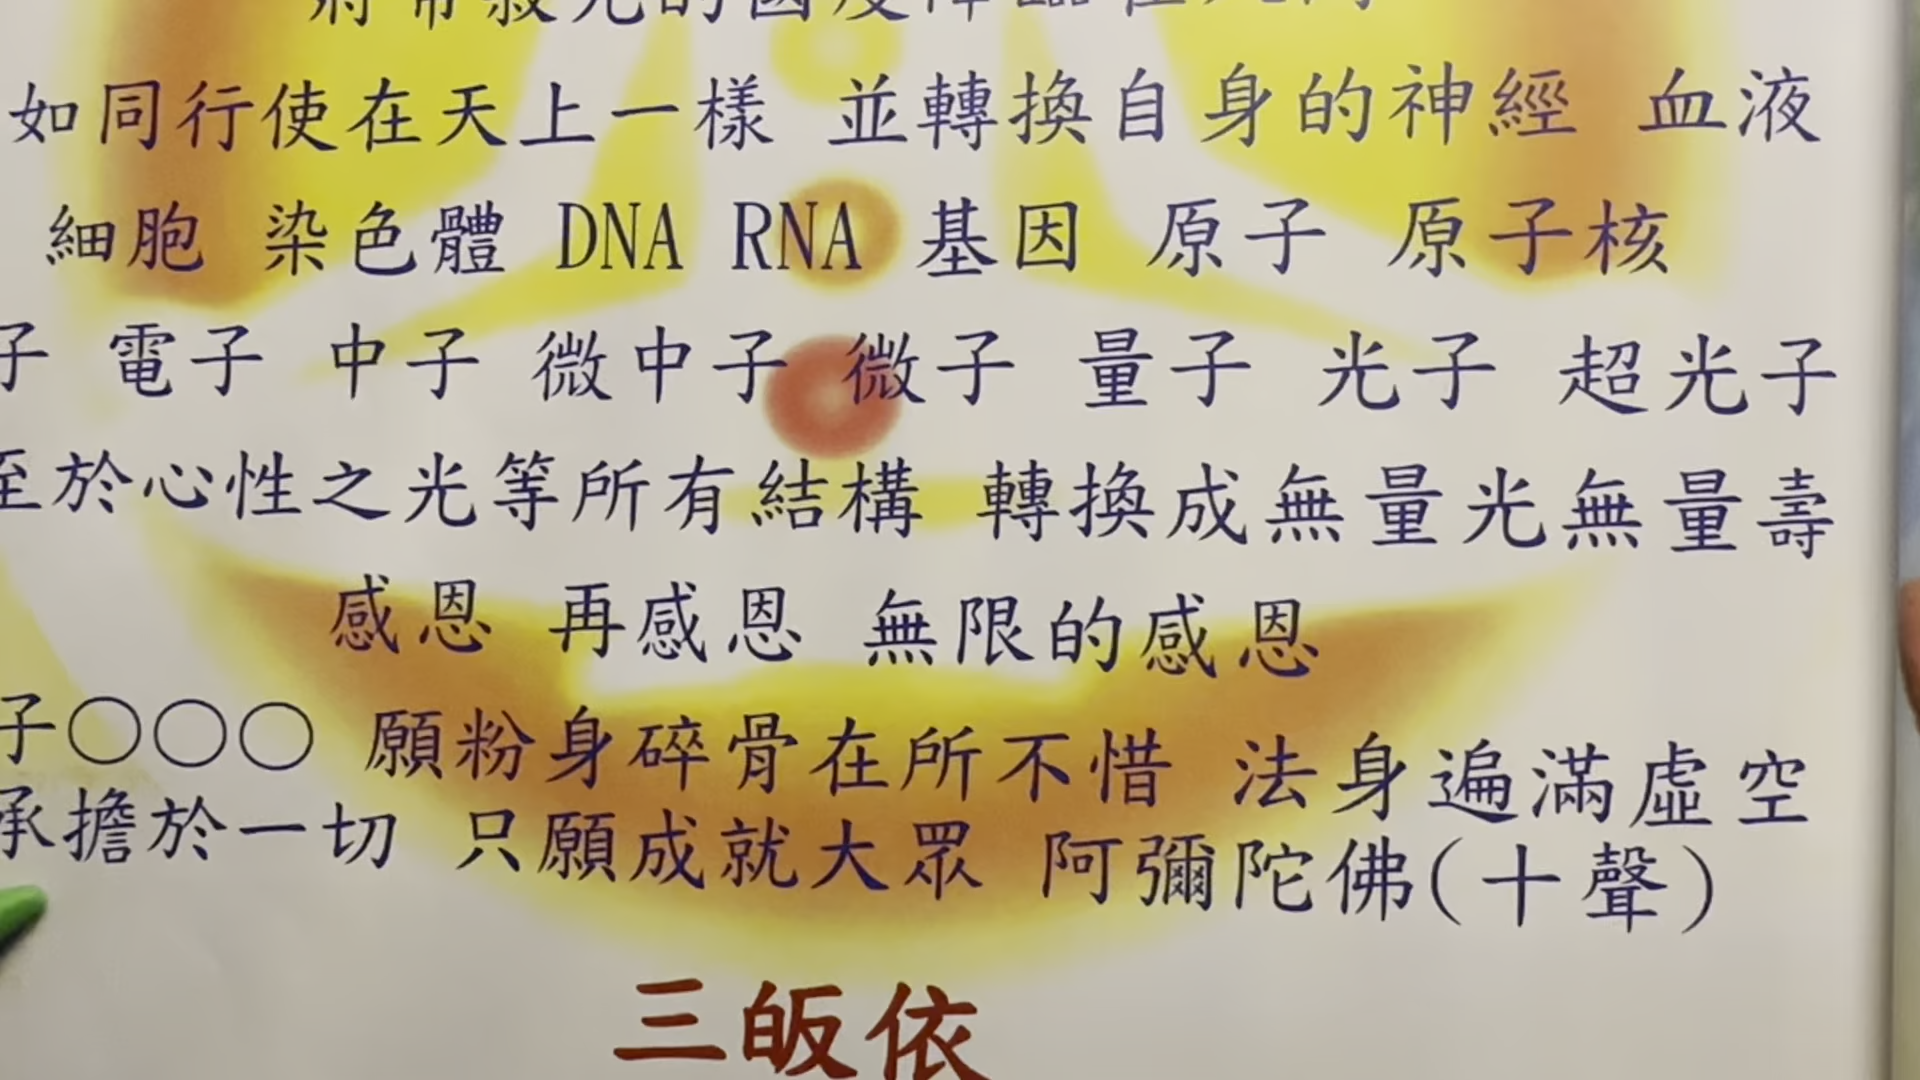 如同行使在天上一樣 並轉換自身的神經 血液
細胞 染色體 DNA RNA 基因 原子 原子核
子 電子 中子 微中子 微子 量子 光子 超光子
至於心性之光等所有結構 轉換成無量光無量壽
感恩 再感恩 無限的感恩
子○○○ 願粉身碎骨在所不惜 法身遍滿虛空
承擔於一切 只願成就大眾 阿彌陀佛(十聲)
三皈依